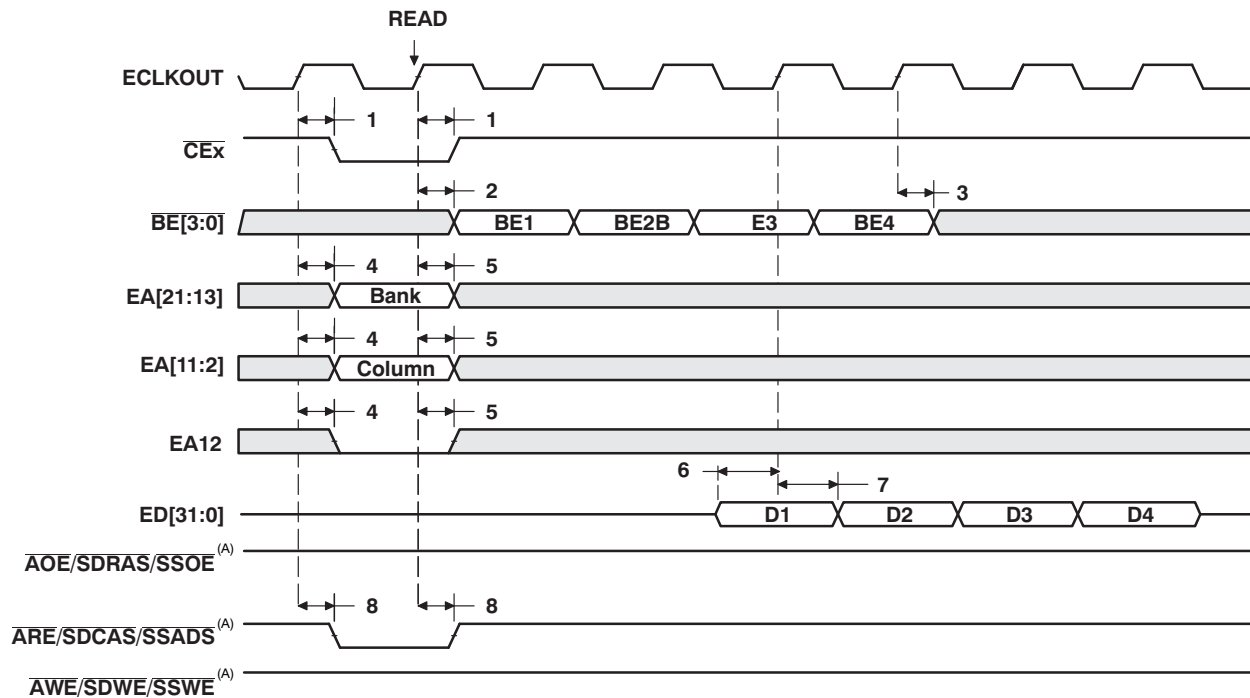 READ
ECLKOUT
1 1
CEx
2 3
BE[3:0] BE1 BE2B E3 BE4
4 5
EA[21:13] Bank
4 5
EA[11:2] Column
4 5
EA12
6 7
ED[31:0] D1 D2 D3 D4
AOE/SDRAS/SSOE(A)
8 8
ARE/SDCAS/SSADS(A)
AWE/SDWE/SSWE(A)